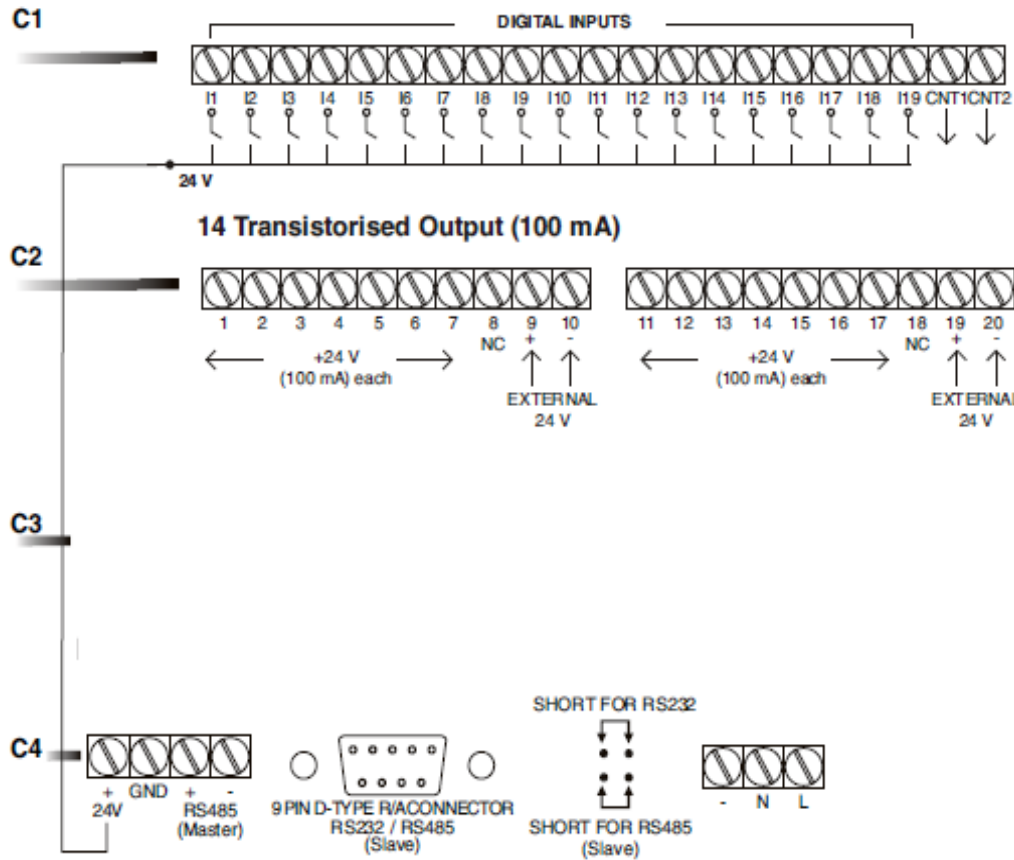 C1
DIGITAL INPUTS
I1 I2 I3 I4 I5 I6 I7 I8 I9 I10 I11 I12 I13 I14 I15 I16 I17 I18 I19 CNT1 CNT2
24 V
14 Transistorised Output (100 mA)
C2
1 2 3 4 5 6 7 8 9 10 11 12 13 14 15 16 17 18 19 20
NC + - NC + -
+24 V +24 V
(100 mA) each (100 mA) each
EXTERNAL EXTERNAL
24 V 24 V
C3
SHORT FOR RS232
C4
+ GND + - - N L
24V RS485
(Master)
9 PIN D-TYPE R/ACONNECTOR
RS232 / RS485
(Slave)
SHORT FOR RS485
(Slave)